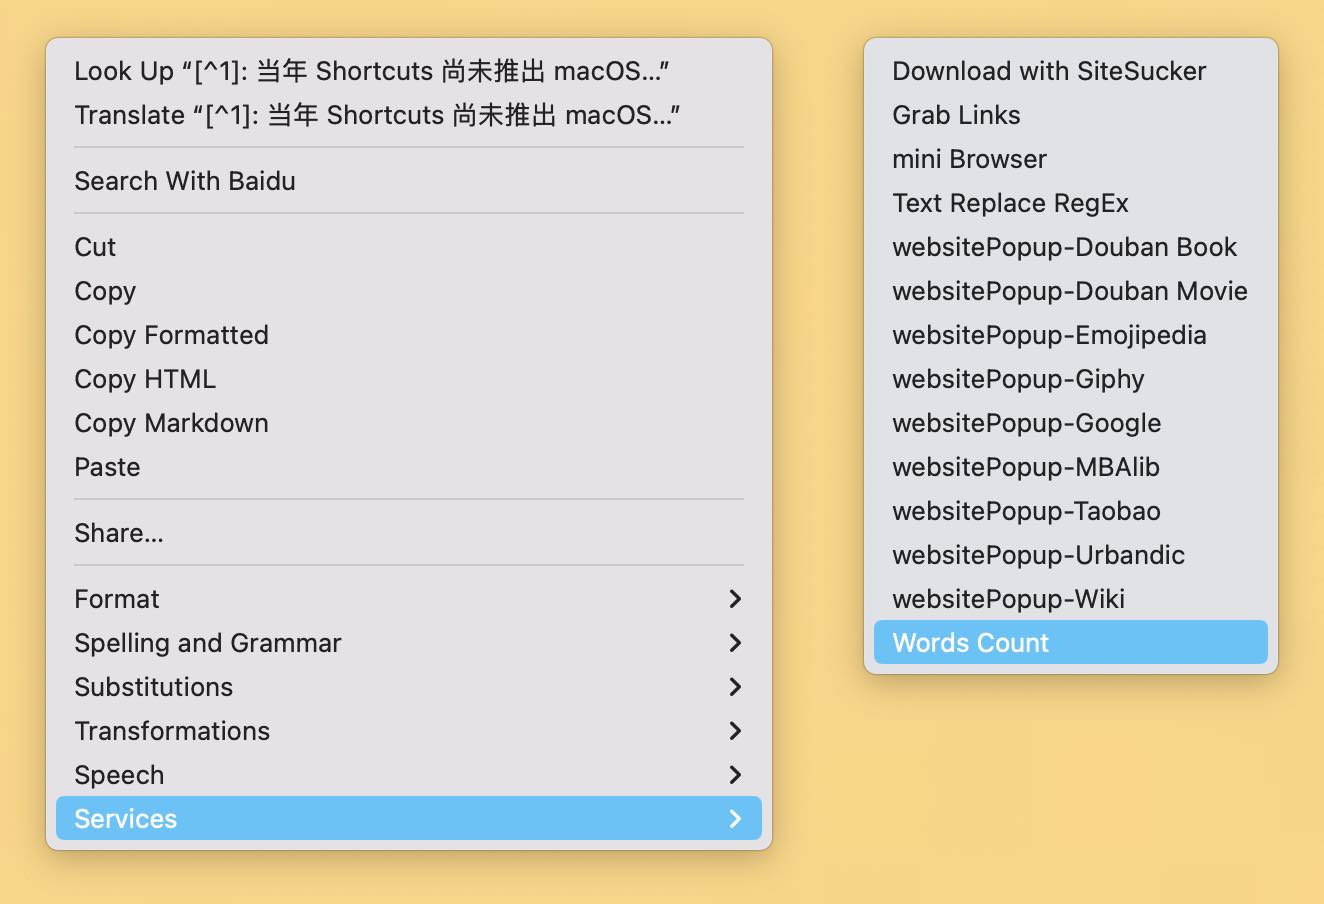 Look Up “[^1]: 当年 Shortcuts 尚未推出 macOS...”
Translate “[^1]: 当年 Shortcuts 尚未推出 macOS...”
Search With Baidu
Cut
Copy
Copy Formatted
Copy HTML
Copy Markdown
Paste
Share...
Format
Spelling and Grammar
Substitutions
Transformations
Speech
Services
Download with SiteSucker
Grab Links
mini Browser
Text Replace RegEx
websitePopup-Douban Book
websitePopup-Douban Movie
websitePopup-Emojipedia
websitePopup-Giphy
websitePopup-Google
websitePopup-MBAlib
websitePopup-Taobao
websitePopup-Urbandic
websitePopup-Wiki
Words Count